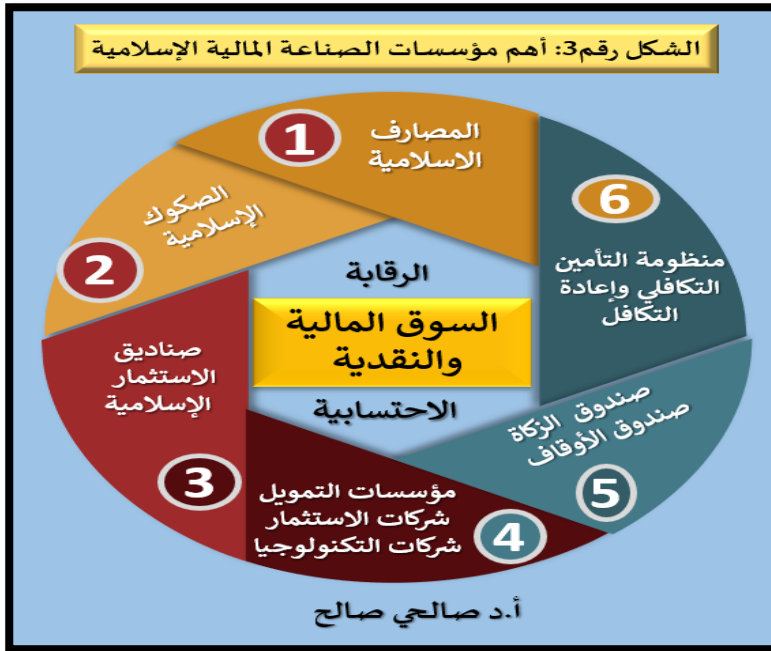 الشكل رقم3: أهم مؤسسات الصناعة المالية الإسلامية
1
المصارف
الاسلامية
2
الصكوك
الإسلامية
3
صناديق
الاستثمار
الإسلامية
4
مؤسسات التمويل
شركات الاستثمار
شركات التكنولوجيا
5
صندوق الزكاة
صندوق الأوقاف
6
منظومة التأمين
التكافلي وإعادة
التكافل
الرقابة
السوق المالية
والنقدية
الاحتسابية
أ.د صالحي صالح